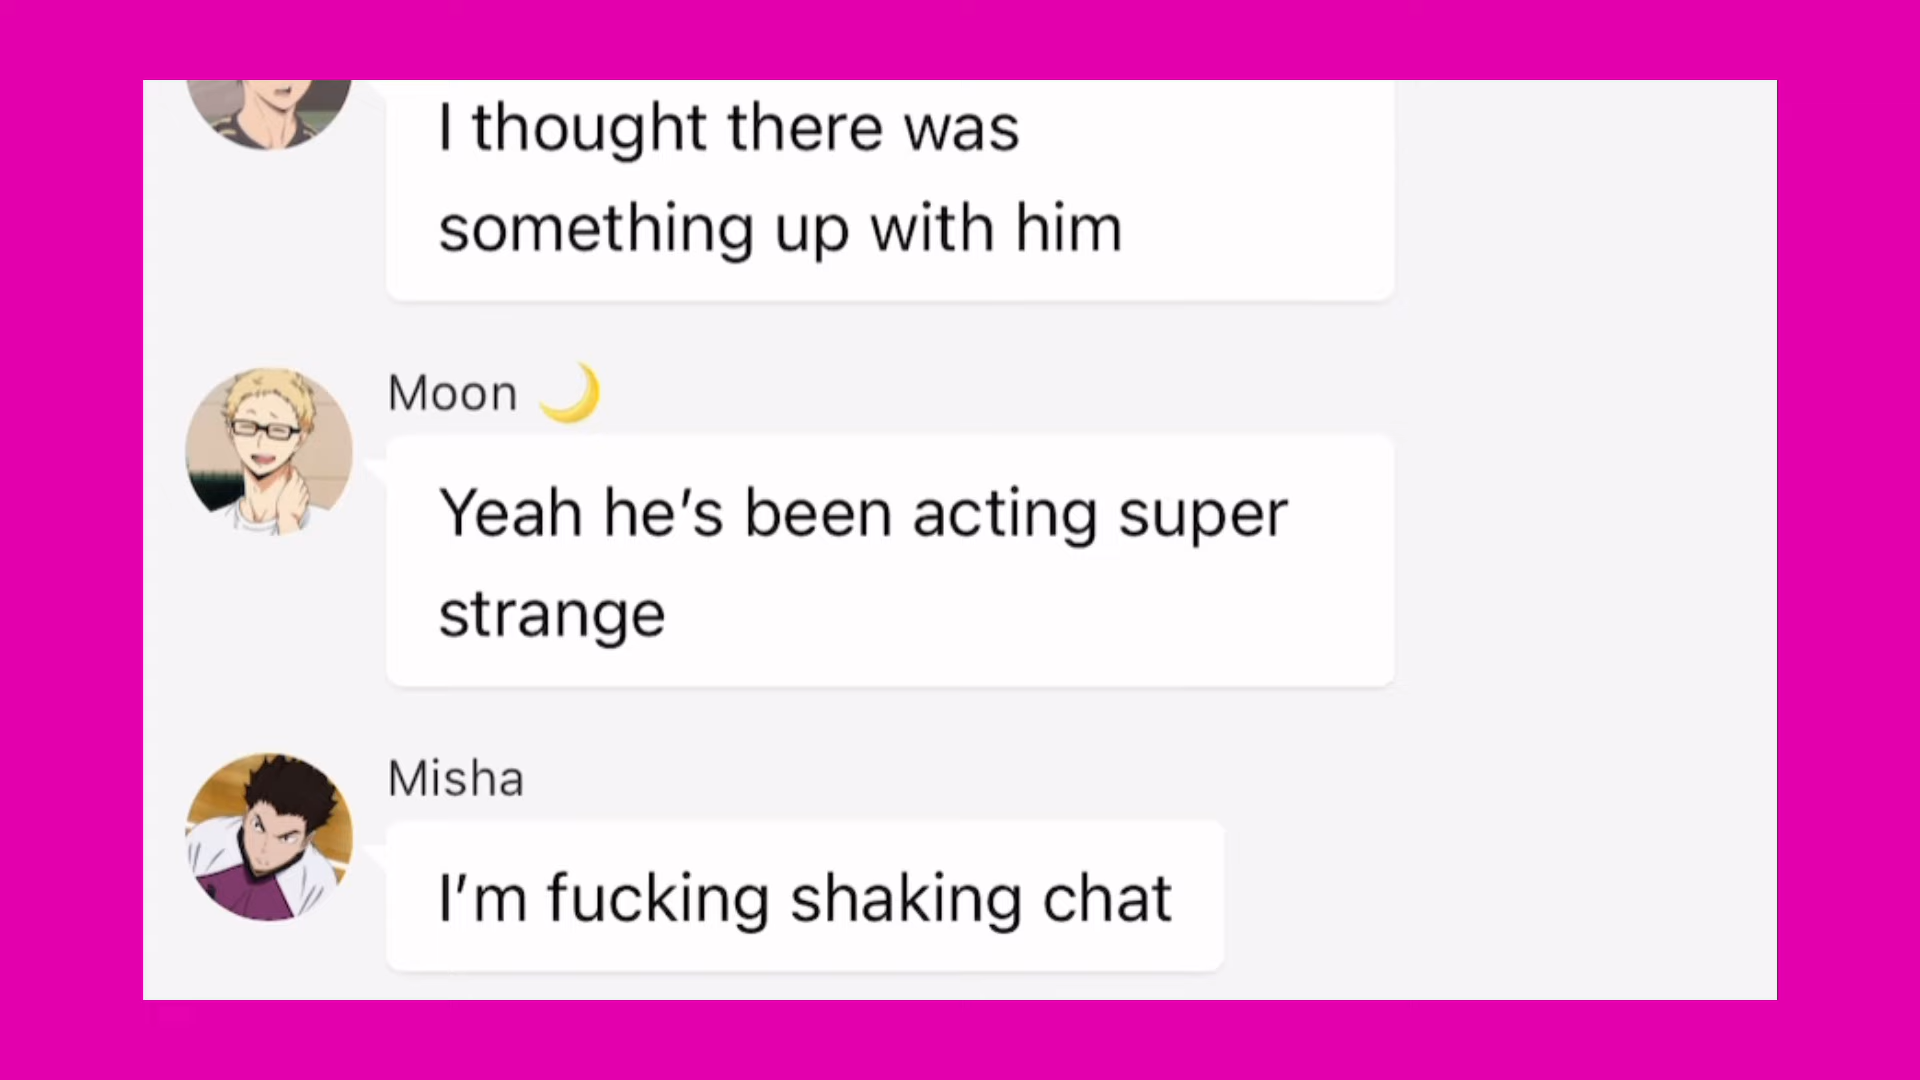 I thought there was
something up with him
Moon 🌙
Yeah he’s been acting super
strange
Misha
I’m fucking shaking chat